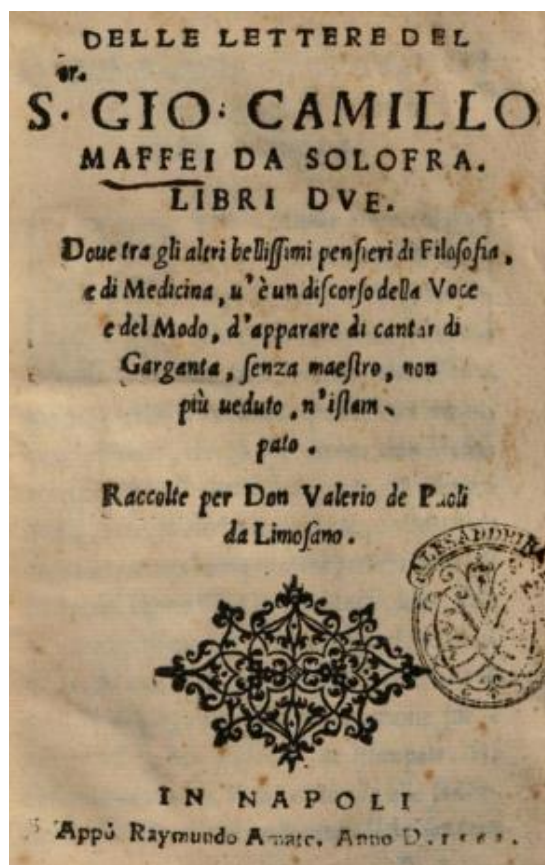 DELLE LETTERE DEL
S. GIO: CAMILLO
MAFFEI DA SOLOFRA.
LIBRI DVE.
Doue tra gli altri bellissimi pensieri di Filosofia,
e di Medicina, u'è un discorso della Voce
e del Modo, d'apparare di cantar di
Garganta, senza maestro, non
più ueduto, n'istam-
pato.
Raccolte per Don Valerio de Paoli
da Limosano.
ALESANDRINA
IN NAPOLI
Appò Raymundo Amato. Anno D.